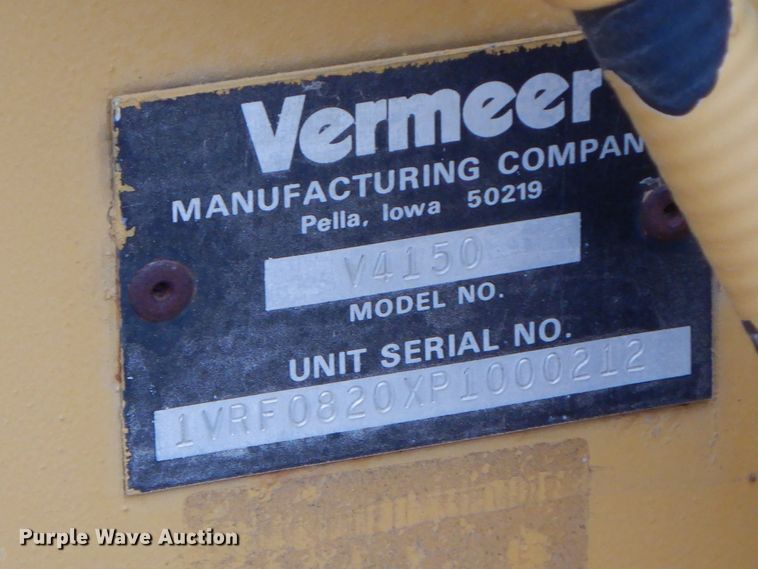 Vermeer
MANUFACTURING COMPAN
Pella, Iowa 50219
V4150
MODEL NO.
UNIT SERIAL NO.
1VRF0820XP1000212
Purple Wave Auction